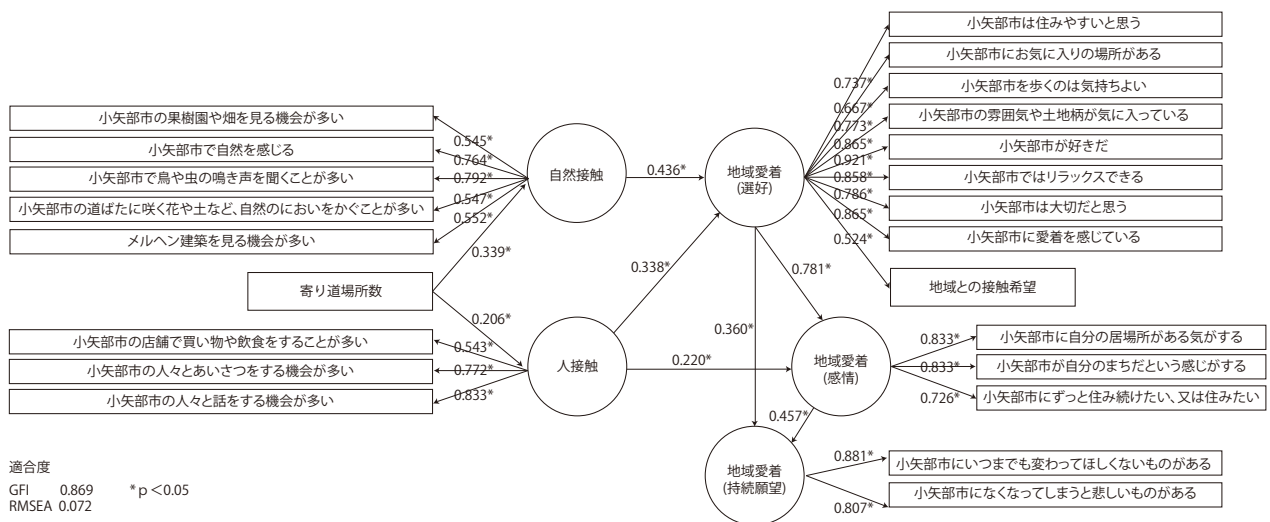 小矢部市は住みやすいと思う
小矢部市にお気に入りの場所がある
小矢部市を歩くのは気持ちよい
小矢部市の雰囲気や土地柄が気に入っている
小矢部市が好きだ
小矢部市ではリラックスできる
小矢部市は大切だと思う
小矢部市に愛着を感じている
地域との接触希望
0.737*
0.667*
0.773*
0.865*
0.921*
0.858*
0.786*
0.865*
0.524*
小矢部市の果樹園や畑を見る機会が多い
小矢部市で自然を感じる
小矢部市で鳥や虫の鳴き声を聞くことが多い
小矢部市の道ばたに咲く花や土など、自然のにおいをかぐことが多い
メルヘン建築を見る機会が多い
0.545*
0.764*
0.792*
0.547*
0.552*
自然接触
0.436*
地域愛着
(選好)
寄り道場所数
0.339*
0.206*
0.338*
0.781*
0.360*
小矢部市の店舗で買い物や飲食をすることが多い
小矢部市の人々とあいさつをする機会が多い
小矢部市の人々と話をする機会が多い
0.543*
0.772*
0.833*
人接触
0.220*
地域愛着
(感情)
0.833*
0.833*
0.726*
小矢部市に自分の居場所がある気がする
小矢部市が自分のまちだという感じがする
小矢部市にずっと住み続けたい、又は住みたい
0.457*
地域愛着
(持続願望)
0.881*
0.807*
小矢部市にいつまでも変わってほしくないものがある
小矢部市になくなってしまうと悲しいものがある
適合度
GFI 0.869 *p<0.05
RMSEA 0.072